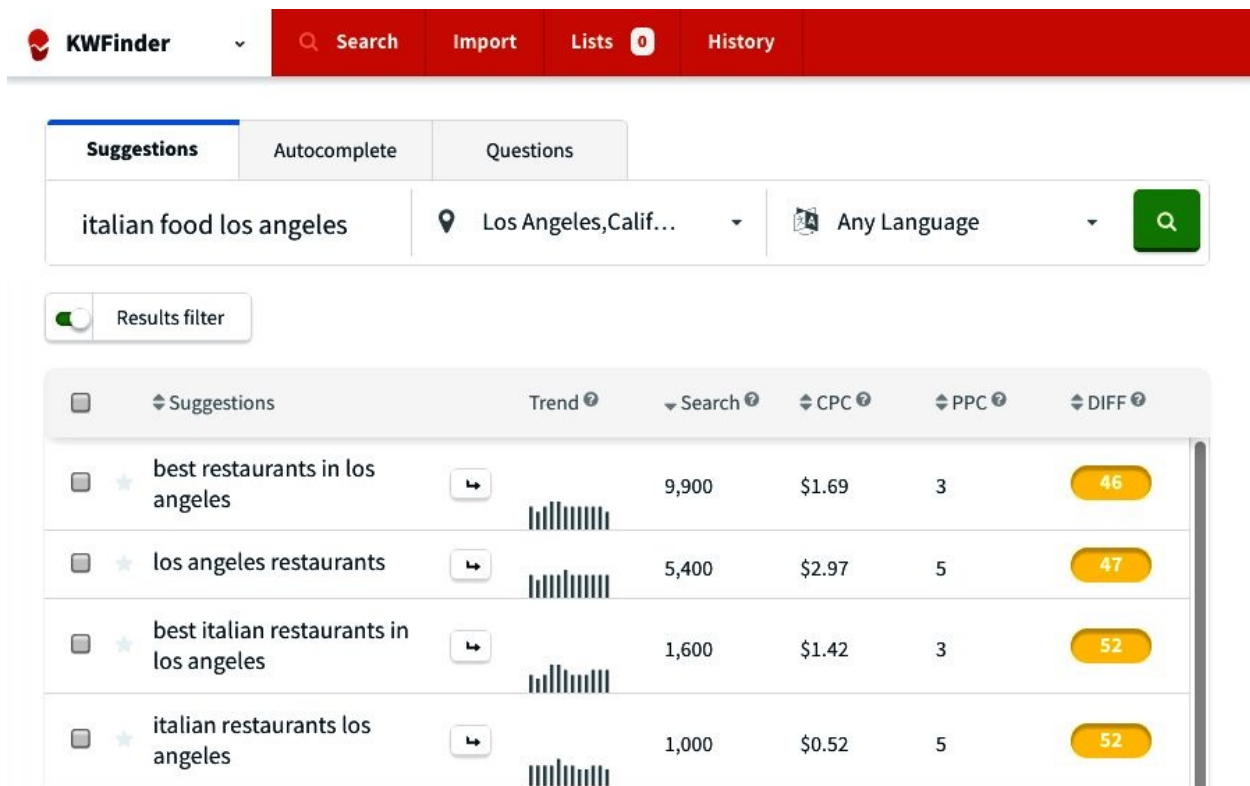 KWFinder Search Import Lists 0 History
Suggestions Autocomplete Questions
italian food los angeles Los Angeles,Calif... Any Language
Results filter
Suggestions Trend ? Search ? CPC ? PPC ? DIFF ?
best restaurants in los
angeles
9,900 $1.69 3 46
los angeles restaurants 5,400 $2.97 5 47
best italian restaurants in
los angeles
1,600 $1.42 3 52
italian restaurants los
angeles
1,000 $0.52 5 52